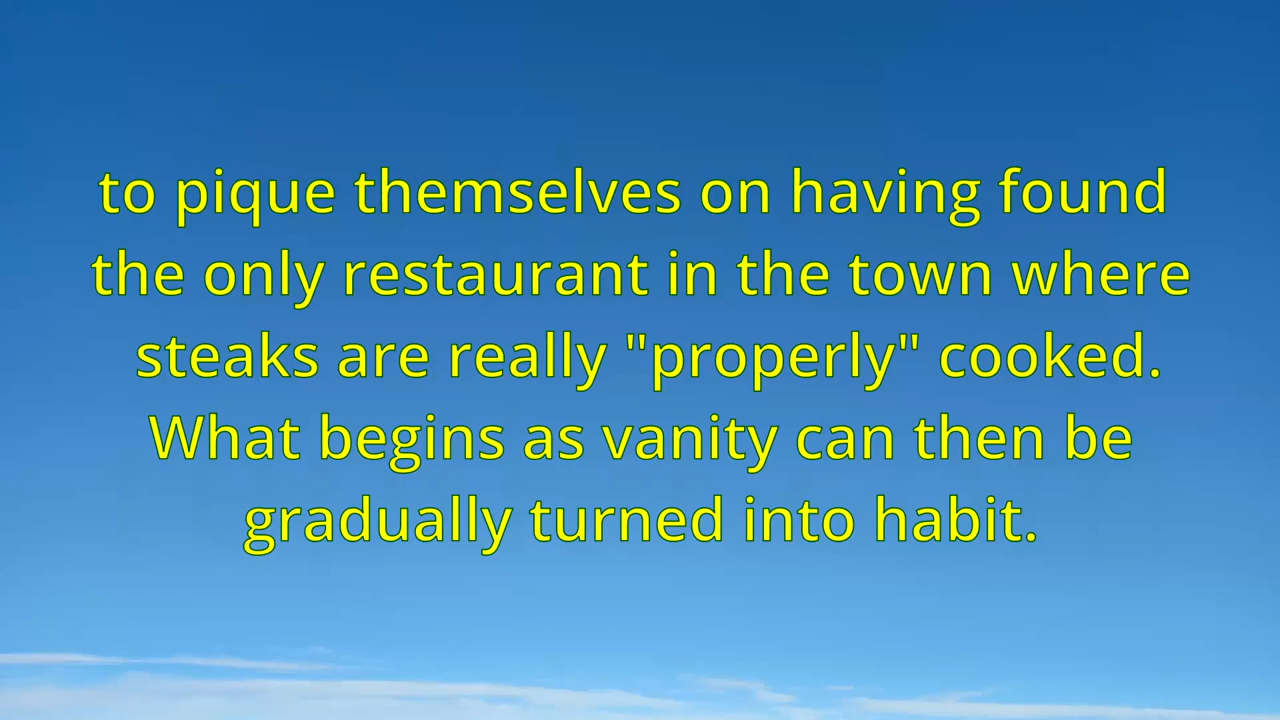 to pique themselves on having found
the only restaurant in the town where
steaks are really "properly" cooked.
What begins as vanity can then be
gradually turned into habit.